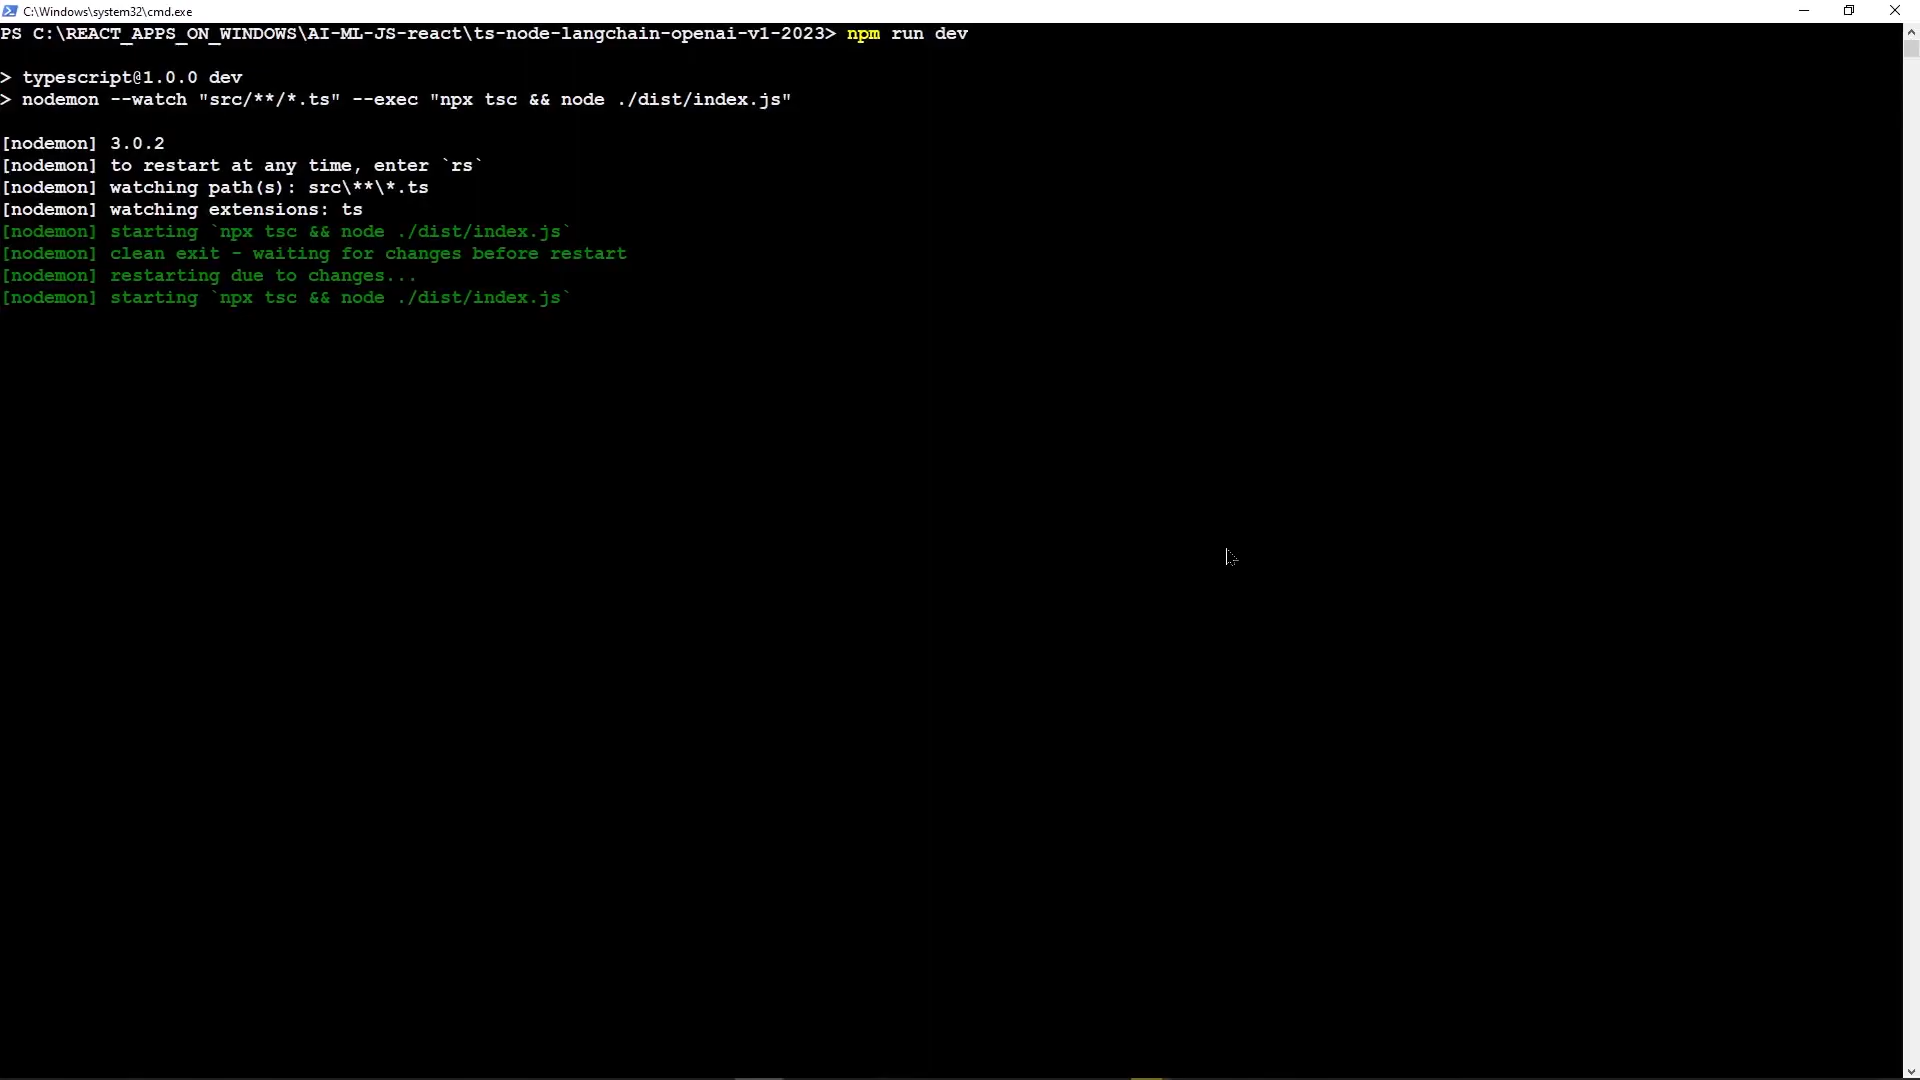 C:\Windows\system32\cmd.exe
PS C:\REACT_APPS_ON_WINDOWS\AI-ML-JS-react\ts-node-langchain-openai-v1-2023> npm run dev
> typescript@1.0.0 dev
> nodemon --watch "src/**/*.ts" --exec "npx tsc && node ./dist/index.js"
[nodemon] 3.0.2
[nodemon] to restart at any time, enter `rs`
[nodemon] watching path(s): src\**\*.ts
[nodemon] watching extensions: ts
[nodemon] starting `npx tsc && node ./dist/index.js`
[nodemon] clean exit - waiting for changes before restart
[nodemon] restarting due to changes...
[nodemon] starting `npx tsc && node ./dist/index.js`